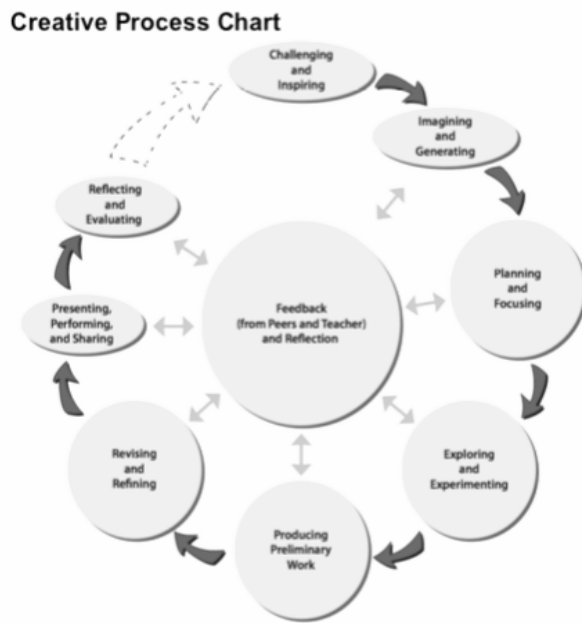 Creative Process Chart
Challenging
and
Inspiring
Imagining
and
Generating
Planning
and
Focusing
Exploring
and
Experimenting
Producing
Preliminary
Work
Revising
and
Refining
Presenting,
Performing,
and Sharing
Reflecting
and
Evaluating
Feedback
(from Peers and Teacher)
and Reflection